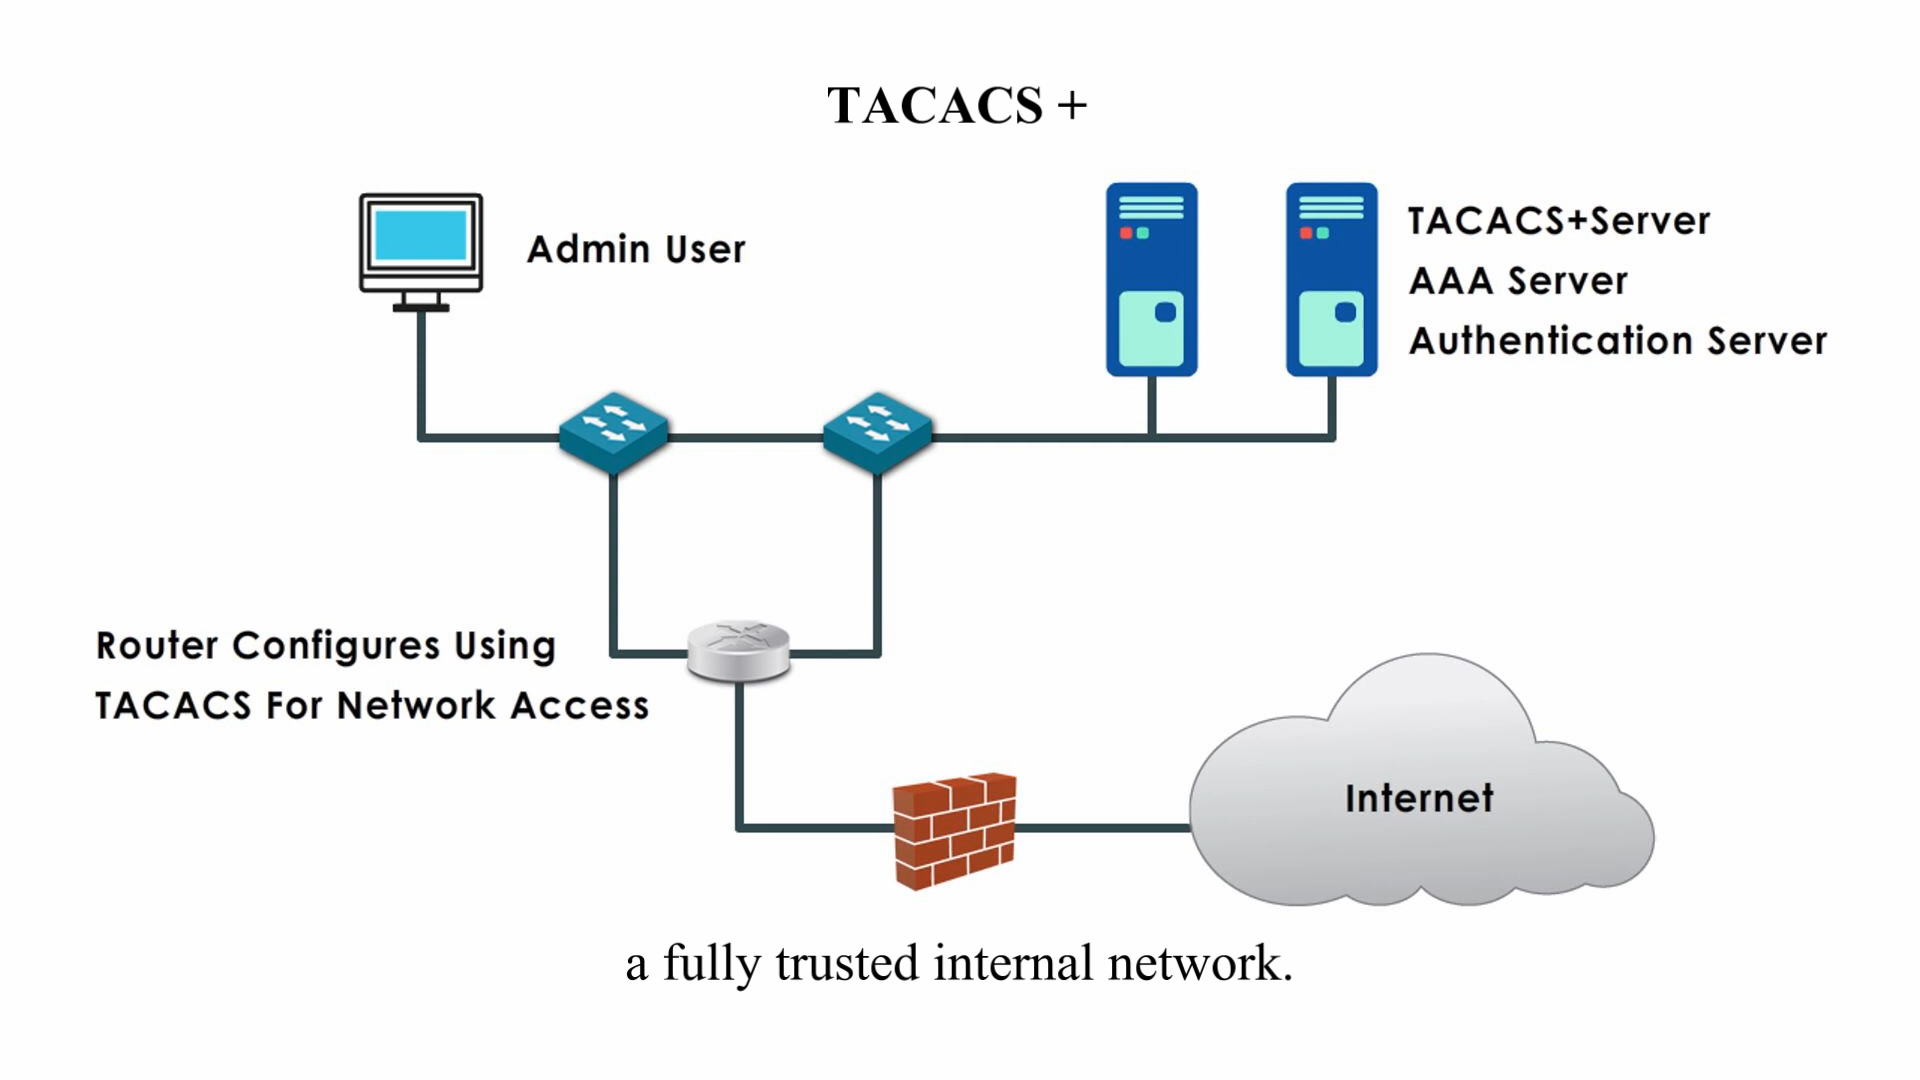 TACACS +
Admin User
TACACS+Server
AAA Server
Authentication Server
Router Configures Using
TACACS For Network Access
Internet
a fully trusted internal network.